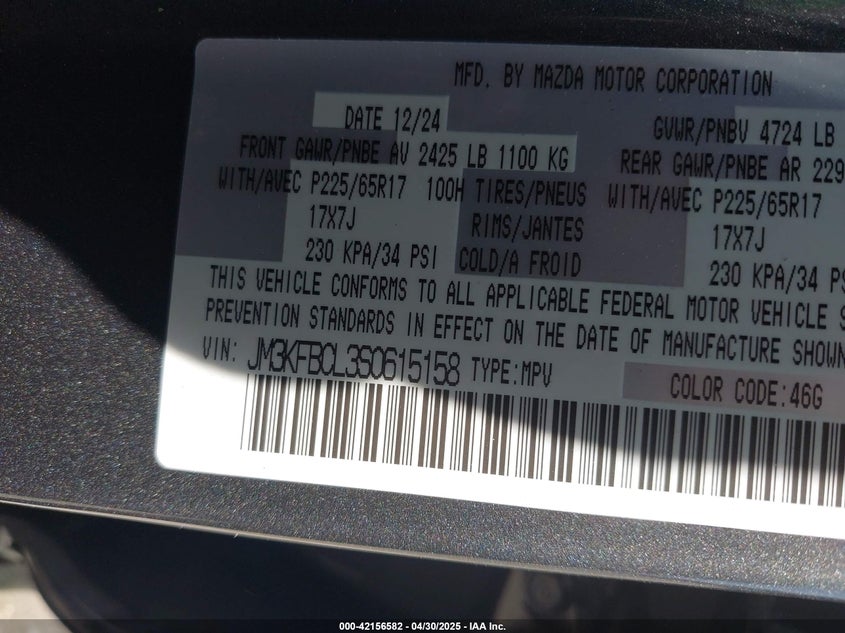 MFD. BY MAZDA MOTOR CORPORATION
DATE 12/24 GVWR/PNBV 4724 LB
FRONT GAWR/PNBE AV 2425 LB 1100 KG REAR GAWR/PNBE AR 229
WITH/AVEC P225/65R17 100H TIRES/PNEUS WITH/AVEC P225/65R17
17X7J RIMS/JANTES 17X7J
230 KPA/34 PSI COLD/A FROID 230 KPA/34 PS
THIS VEHICLE CONFORMS TO ALL APPLICABLE FEDERAL MOTOR VEHICLE S
PREVENTION STANDARDS IN EFFECT ON THE DATE OF MANUFACTURE SHOWN
VIN: JM3KFBCL3S0615158 TYPE:MPV COLOR CODE:46G
000-42156582 / 04/30/2025 - IAA Inc.